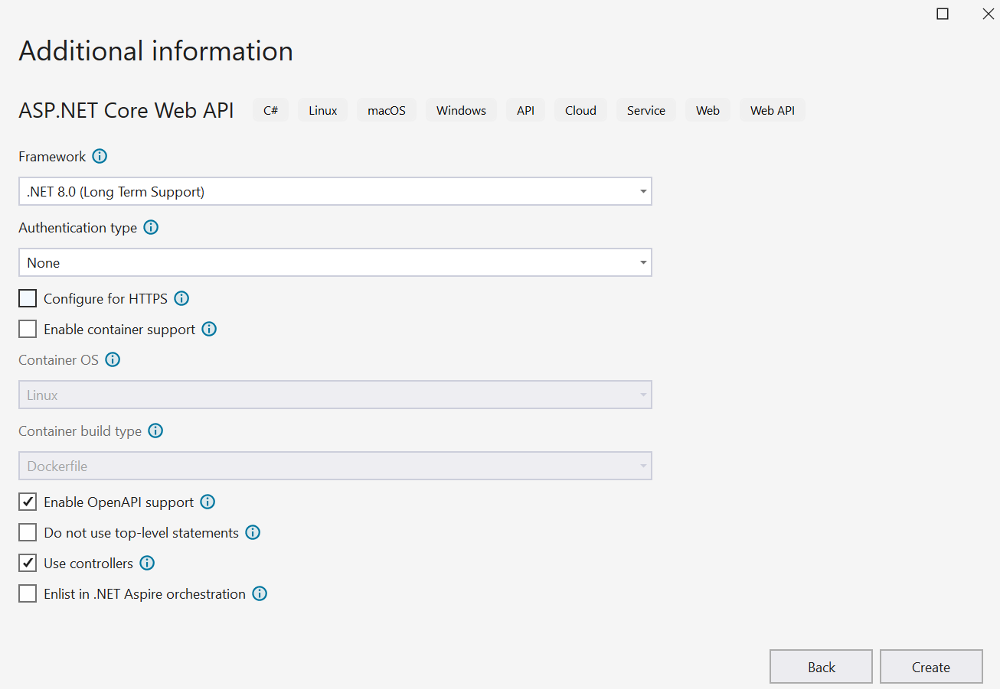 Additional information
ASP.NET Core Web API C# Linux macOS Windows API Cloud Service Web Web API
Framework
.NET 8.0 (Long Term Support)
Authentication type
None
Configure for HTTPS
Enable container support
Container OS
Linux
Container build type
Dockerfile
Enable OpenAPI support
Do not use top-level statements
Use controllers
Enlist in .NET Aspire orchestration
Back Create